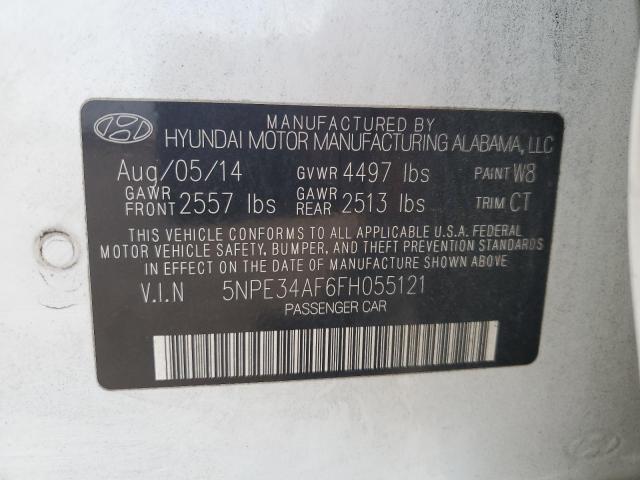 MANUFACTURED BY
HYUNDAI MOTOR MANUFACTURING ALABAMA, LLC
Aug/05/14 GVWR 4497 lbs PAINT W8
GAWR FRONT 2557 lbs GAWR REAR 2513 lbs TRIM CT
THIS VEHICLE CONFORMS TO ALL APPLICABLE U.S.A. FEDERAL
MOTOR VEHICLE SAFETY, BUMPER, AND THEFT PREVENTION STANDARDS
IN EFFECT ON THE DATE OF MANUFACTURE SHOWN ABOVE.
V.I.N 5NPE34AF6FH055121
PASSENGER CAR